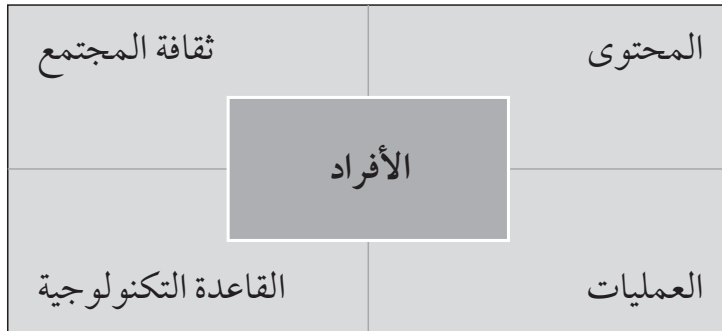 المحتوى
ثقافة المجتمع
الأفراد
العمليات
القاعدة التكنولوجية